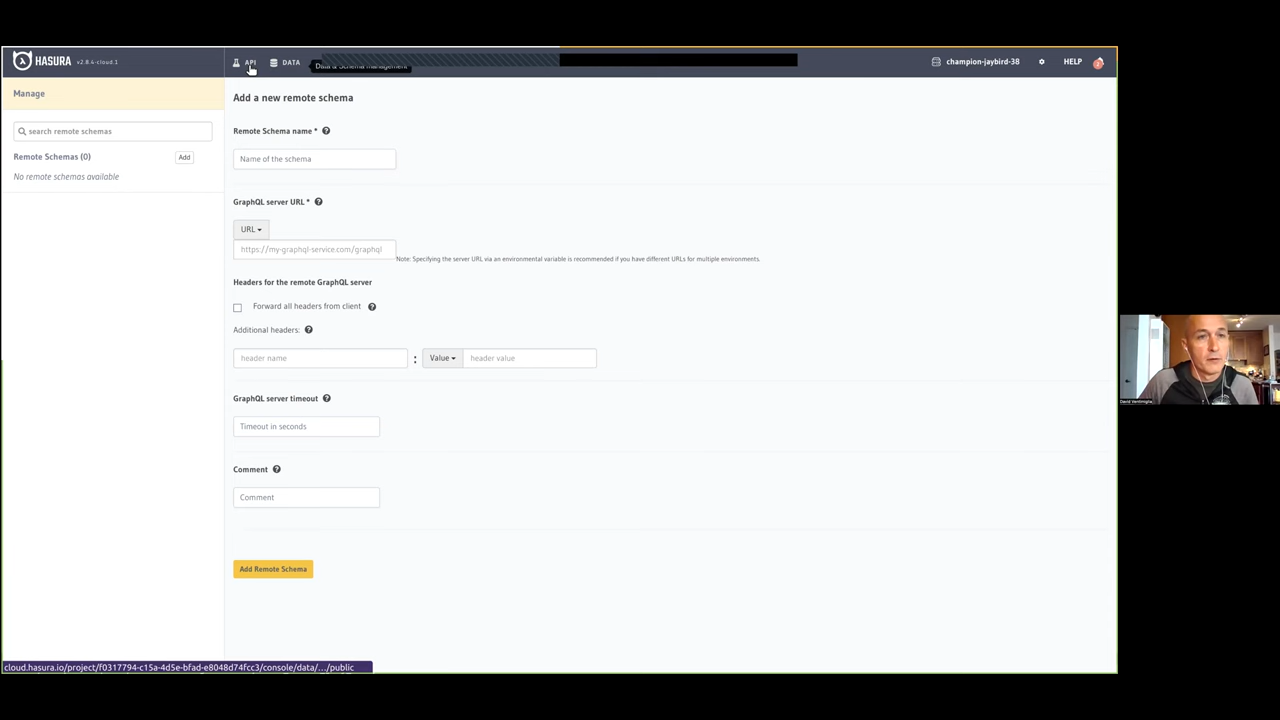 HASURA v2.8.4-cloud.1
API DATA
Data & Schema management
champion-jaybird-38 HELP
Manage
search remote schemas
Remote Schemas (0) Add
No remote schemas available
Add a new remote schema
Remote Schema name *
Name of the schema
GraphQL server URL *
URL
https://my-graphql-service.com/graphql
Note: Specifying the server URL via an environmental variable is recommended if you have different URLs for multiple environments.
Headers for the remote GraphQL server
Forward all headers from client
Additional headers:
header name : Value header value
GraphQL server timeout
Timeout in seconds
Comment
Comment
Add Remote Schema
cloud.hasura.io/project/f0317794-c15a-4d5e-bfad-e8048d74fcc3/console/data/.../public
David Ventimiglia